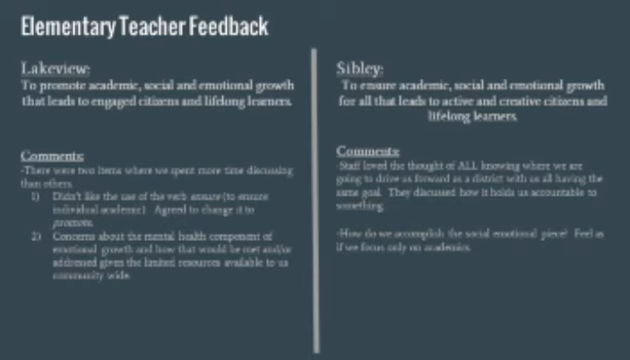 Elementary Teacher Feedback
Lakeview:
To promote academic, social and emotional growth
that leads to engaged citizens and lifelong learners.
Comments:
-There were two items where we spent more time discussing
than others.
1) Didn't like the use of the verb ensure (to ensure
individual academic). Agreed to change it to
promote.
2) Concerns about the mental health component of
emotional growth and how that would be met and/or
addressed given the limited resources available to us
community wide.
Sibley:
To ensure academic, social and emotional growth
for all that leads to active and creative citizens and
lifelong learners.
Comments:
-Staff loved the thought of ALL knowing where we are
going to drive us forward as a district with us all having the
same goal. They discussed how it holds us accountable to
something.
-How do we accomplish the social emotional piece? Feel as
if we focus only on academics.